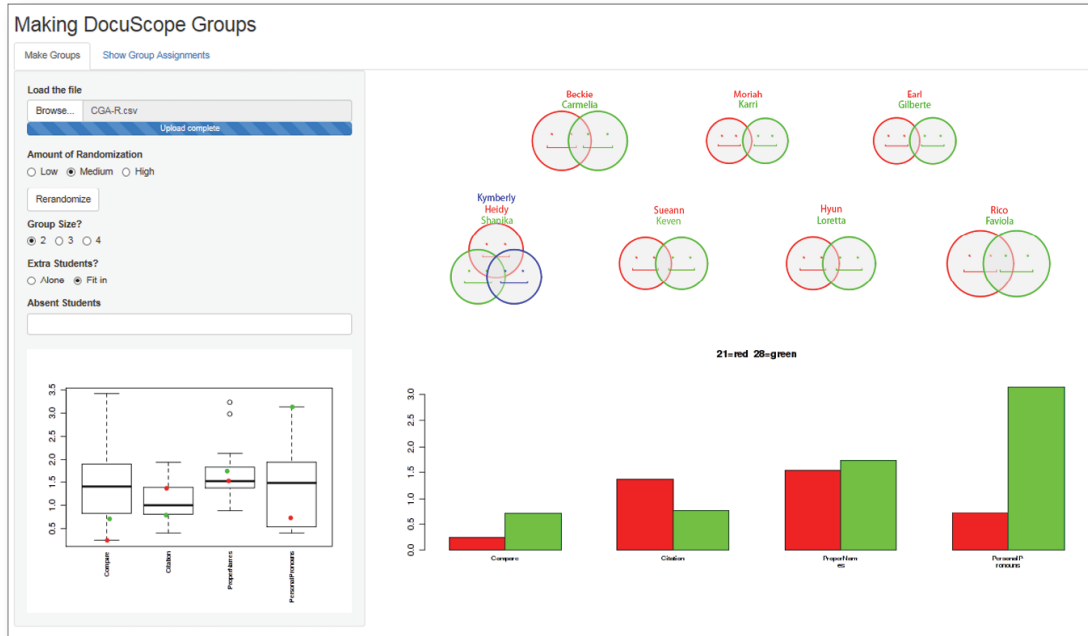 Making DocuScope Groups
Make Groups
Show Group Assignments
Load the file
Browse...
CGA-R.csv
Upload complete
Amount of Randomization
Low
Medium
High
Rerandomize
Group Size?
2
3
4
Extra Students?
Alone
Fit in
Absent Students
Beckie
Carmelia
Moriah
Karri
Earl
Gilberte
Kymberly
Heidy
Shanika
Sueann
Keven
Hyun
Loretta
Rico
Faviola
3.5
3.0
2.5
2.0
1.5
1.0
0.5
Compare
Citation
ProperNames
PersonalPronouns
21=red 28=green
3.0
2.5
2.0
1.5
1.0
0.5
0.0
Compare
Citation
ProperNam
es
PersonalP
ronouns